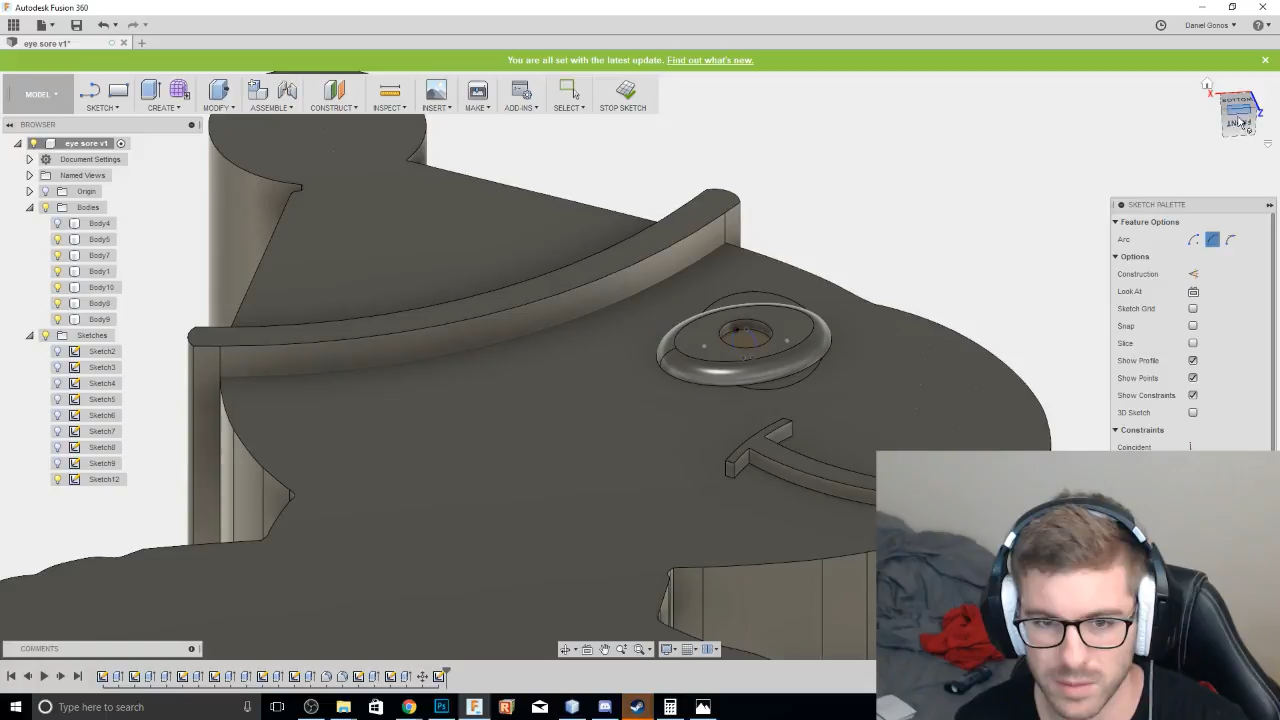 Autodesk Fusion 360
Daniel Gonos
eye sore v1*
You are all set with the latest update. Find out what's new.
MODEL
SKETCH
CREATE
MODIFY
ASSEMBLE
CONSTRUCT
INSPECT
INSERT
MAKE
ADD-INS
SELECT
STOP SKETCH
BROWSER
eye sore v1
Document Settings
Named Views
Origin
Bodies
Body4
Body5
Body7
Body1
Body10
Body8
Body9
Sketches
Sketch2
Sketch3
Sketch4
Sketch5
Sketch6
Sketch7
Sketch8
Sketch9
Sketch12
X
BOTTOM
Z
FRONT
SKETCH PALETTE
Feature Options
Arc
Options
Construction
Look At
Sketch Grid
Snap
Slice
Show Profile
Show Points
Show Constraints
3D Sketch
Constraints
Coincident
COMMENTS
Type here to search